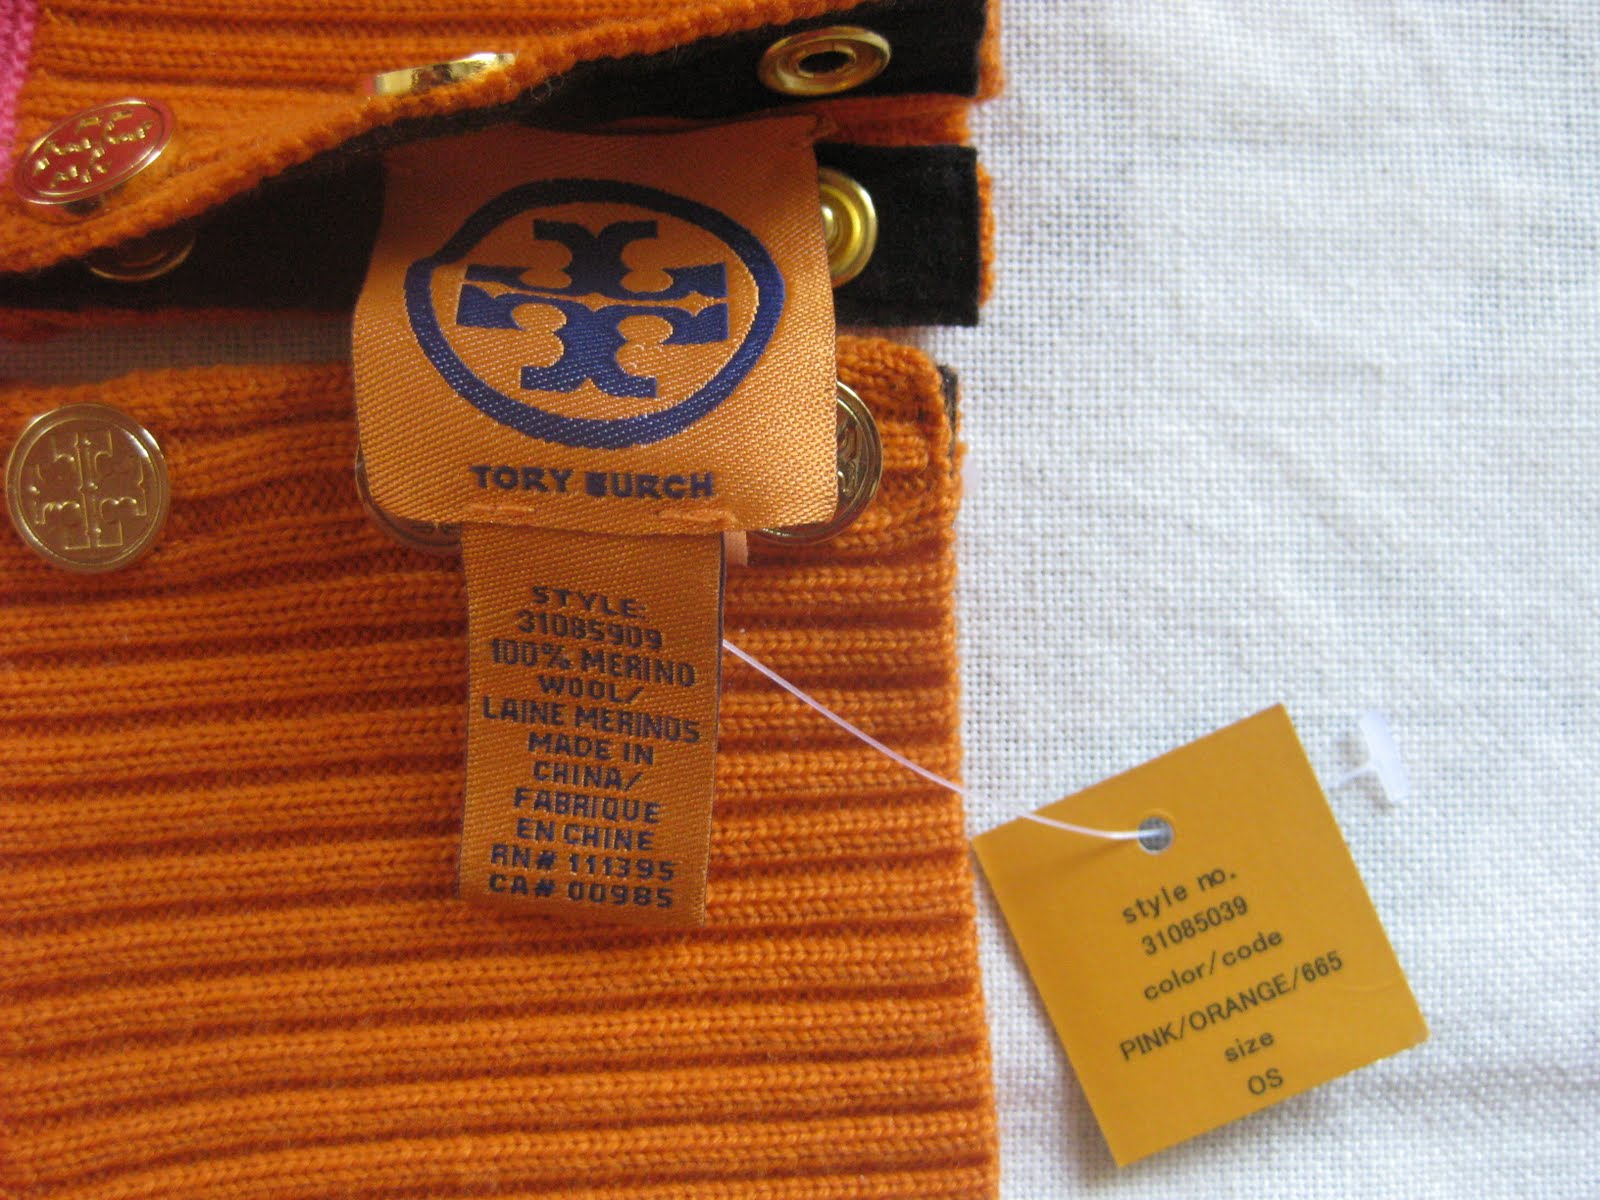 TORY BURCH
STYLE:
31085909
100% MERINO
WOOL/
LAINE MERINOS
MADE IN
CHINA/
FABRIQUE
EN CHINE
RN# 111395
CA# 00985
style no.
31085039
color/code
PINK/ORANGE/665
size
OS